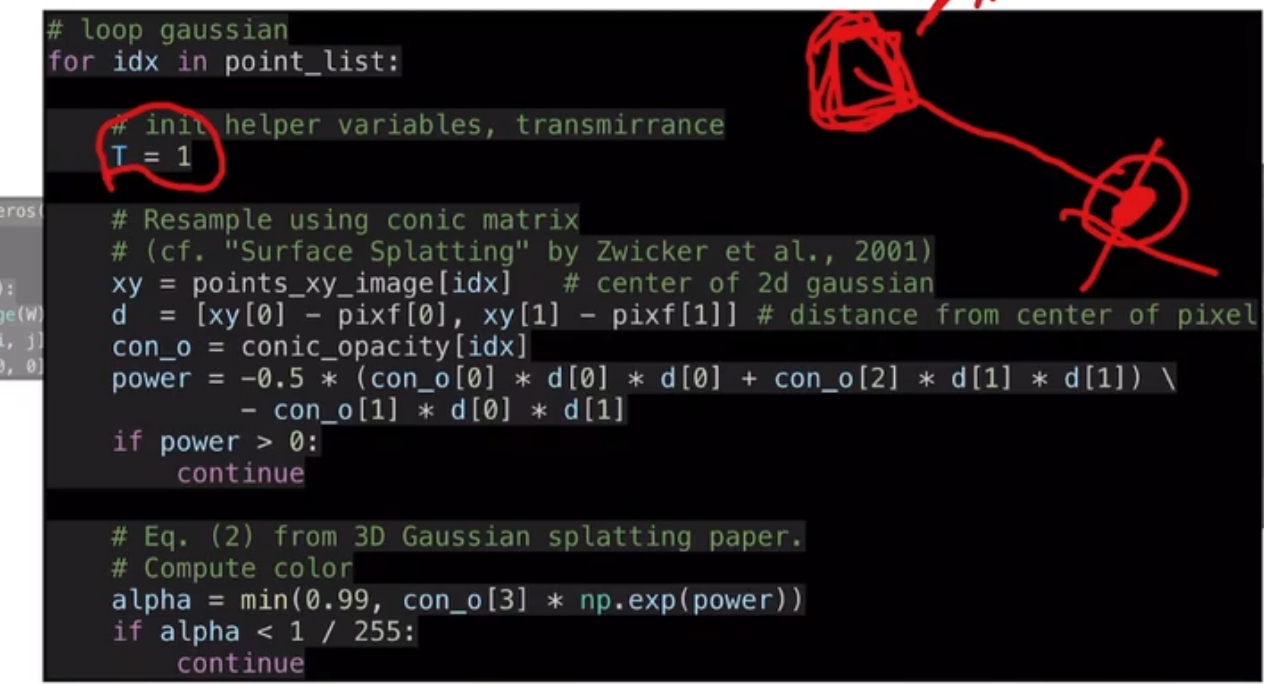 # loop gaussian
for idx in point_list:
# init helper variables, transmirrance
T = 1
# Resample using conic matrix
# (cf. "Surface Splatting" by Zwicker et al., 2001)
xy = points_xy_image[idx] # center of 2d gaussian
d = [xy[0] - pixf[0], xy[1] - pixf[1]] # distance from center of pixel
con_o = conic_opacity[idx]
power = -0.5 * (con_o[0] * d[0] * d[0] + con_o[2] * d[1] * d[1]) \
- con_o[1] * d[0] * d[1]
if power > 0:
continue
# Eq. (2) from 3D Gaussian splatting paper.
# Compute color
alpha = min(0.99, con_o[3] * np.exp(power))
if alpha < 1 / 255:
continue